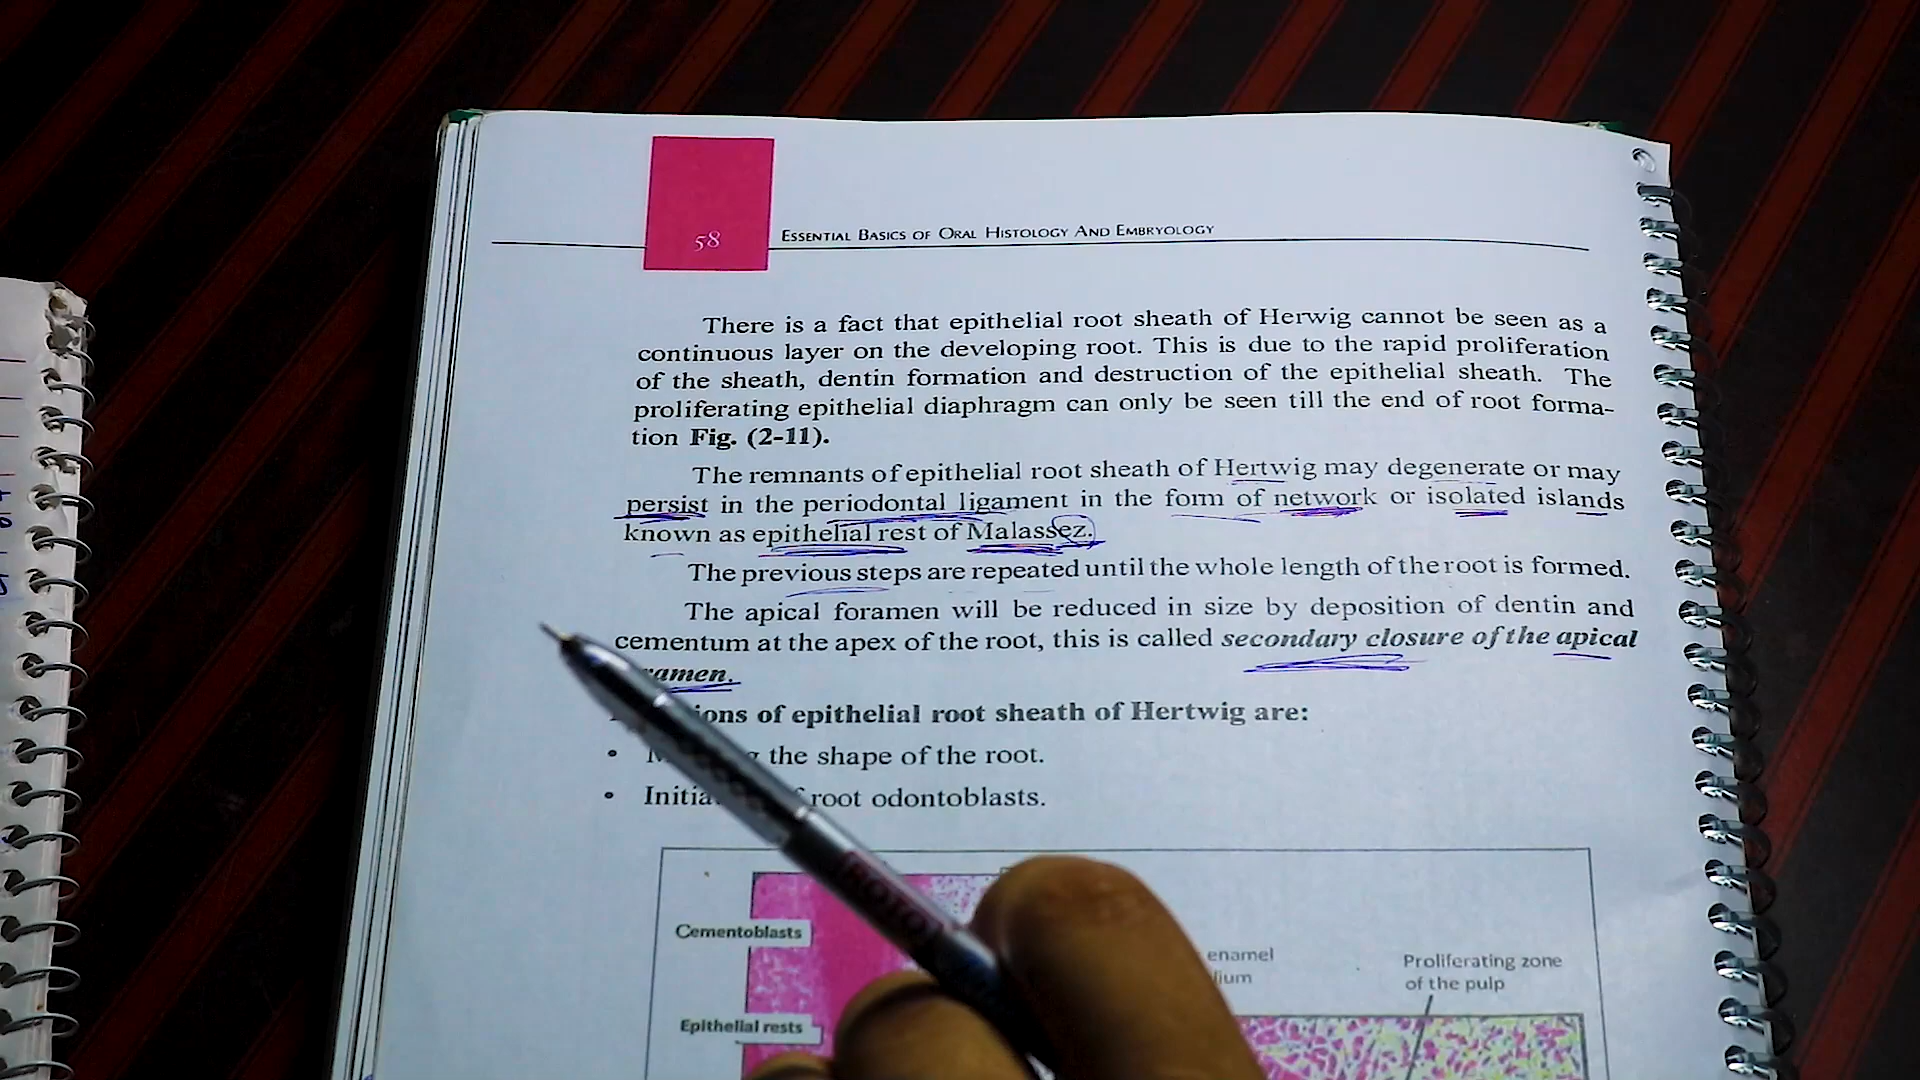 58
ESSENTIAL BASICS OF ORAL HISTOLOGY AND EMBRYOLOGY
There is a fact that epithelial root sheath of Herwig cannot be seen as a
continuous layer on the developing root. This is due to the rapid proliferation
of the sheath, dentin formation and destruction of the epithelial sheath. The
proliferating epithelial diaphragm can only be seen till the end of root forma-
tion Fig. (2-11).
The remnants of epithelial root sheath of Hertwig may degenerate or may
persist in the periodontal ligament in the form of network or isolated islands
known as epithelial rest of Malassez.
The previous steps are repeated until the whole length of the root is formed.
The apical foramen will be reduced in size by deposition of dentin and
cementum at the apex of the root, this is called secondary closure of the apical
ramen.
ions of epithelial root sheath of Hertwig are:
• the shape of the root.
• root odontoblasts.
Cementoblasts
enamel
Proliferating zone
of the pulp
Epithelial rests